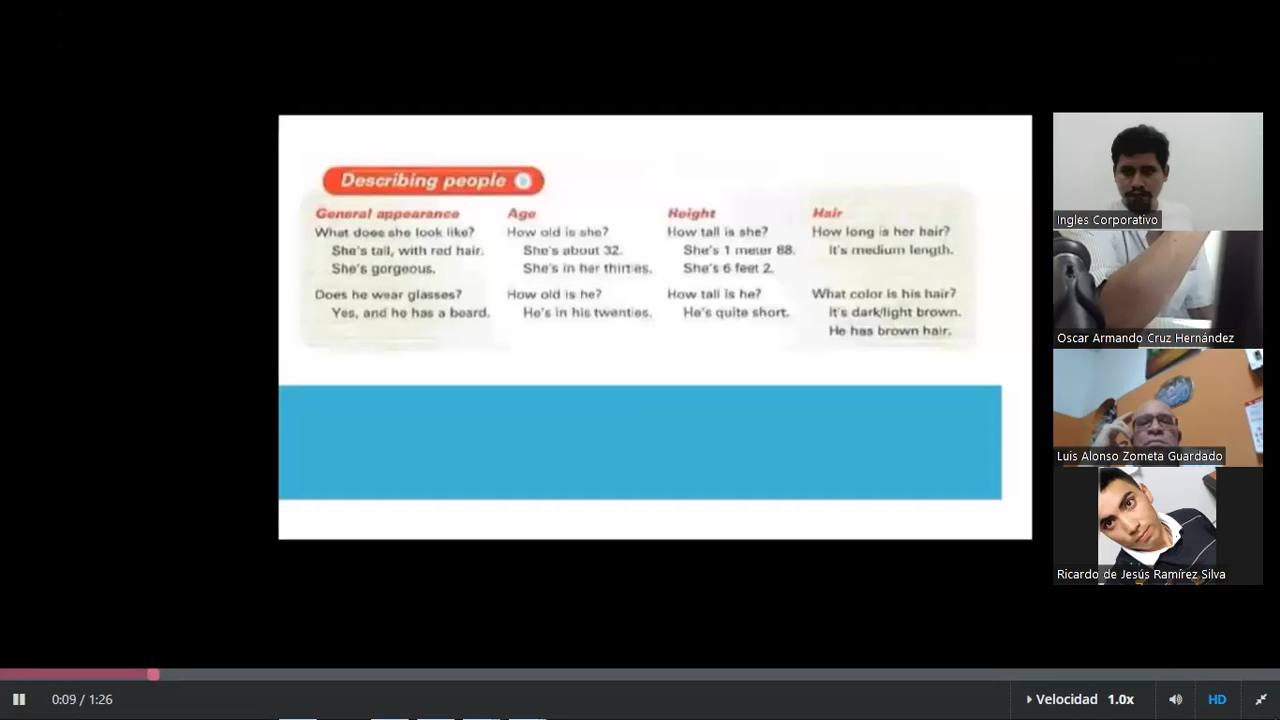 Describing people
General appearance
What does she look like?
She's tall, with red hair.
She's gorgeous.
Does he wear glasses?
Yes, and he has a beard.
Age
How old is she?
She's about 32.
She's in her thirties.
How old is he?
He's in his twenties.
Height
How tall is she?
She's 1 meter 88.
She's 6 feet 2.
How tall is he?
He's quite short.
Hair
How long is her hair?
It's medium length.
What color is his hair?
It's dark/light brown.
He has brown hair.
Ingles Corporativo
Oscar Armando Cruz Hernández
Luis Alonso Zometa Guardado
Ricardo de Jesús Ramírez Silva
0:09 / 1:26
Velocidad 1.0x
HD